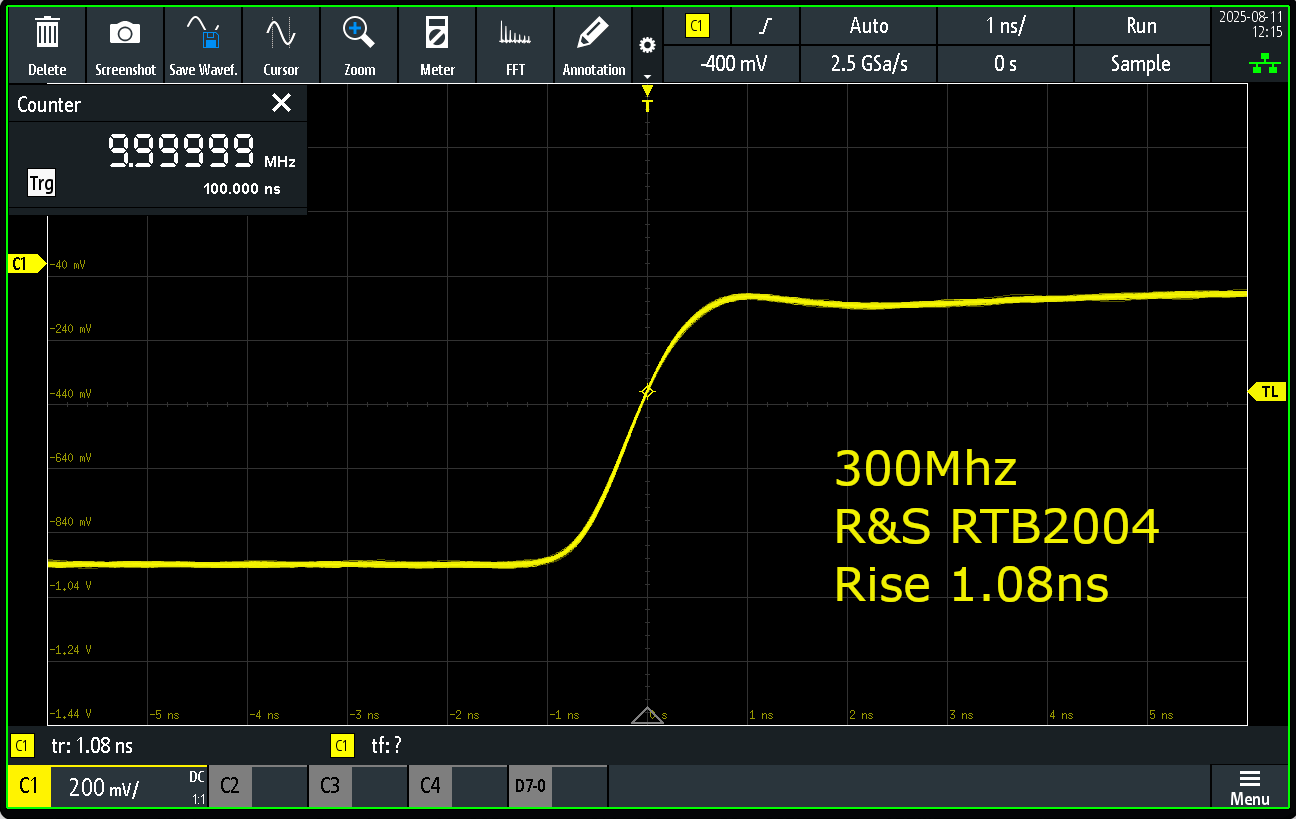 Delete
Screenshot
Save Wavef.
Cursor
Zoom
Meter
FFT
Annotation
C1
Auto
1 ns/
Run
-400 mV
2.5 GSa/s
0 s
Sample
2025-08-11
12:15
Counter
9.99999 MHz
100.000 ns
Trg
T
C1
-40 mV
-240 mV
-440 mV
TL
-640 mV
-840 mV
-1.04 V
-1.24 V
-1.44 V
300Mhz
R&S RTB2004
Rise 1.08ns
-5 ns
-4 ns
-3 ns
-2 ns
-1 ns
0 s
1 ns
2 ns
3 ns
4 ns
5 ns
C1 tr: 1.08 ns
C1 tf: ?
C1
200 mV/
DC
1:1
C2
C3
C4
D7-0
Menu